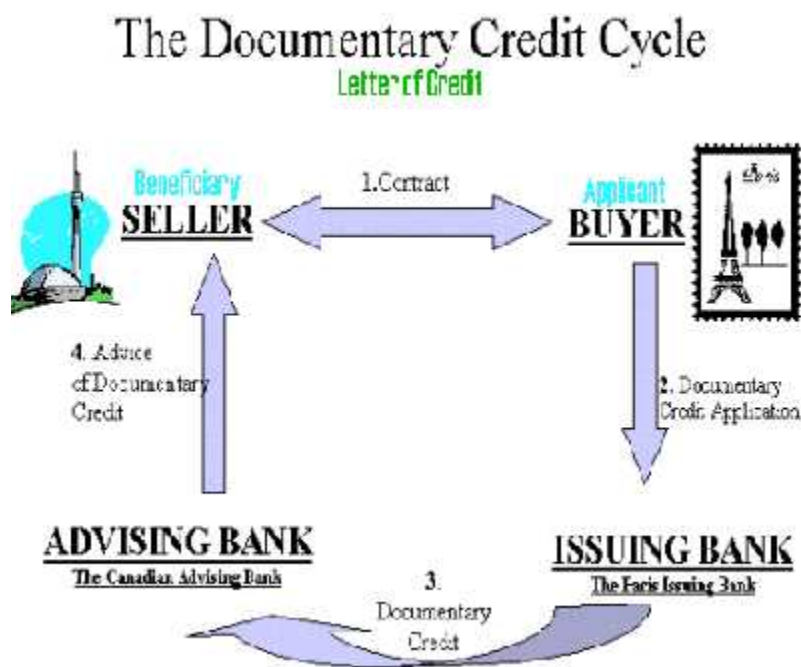 The Documentary Credit Cycle
Letter of Credit
Beneficiary
SELLER
1.Contract
Applicant
BUYER
4. Advice
of Documentary
Credit
2. Documentary
Credit Application
ADVISING BANK
The Canadian Advising Bank
ISSUING BANK
The Paris Issuing Bank
3.
Documentary
Credit